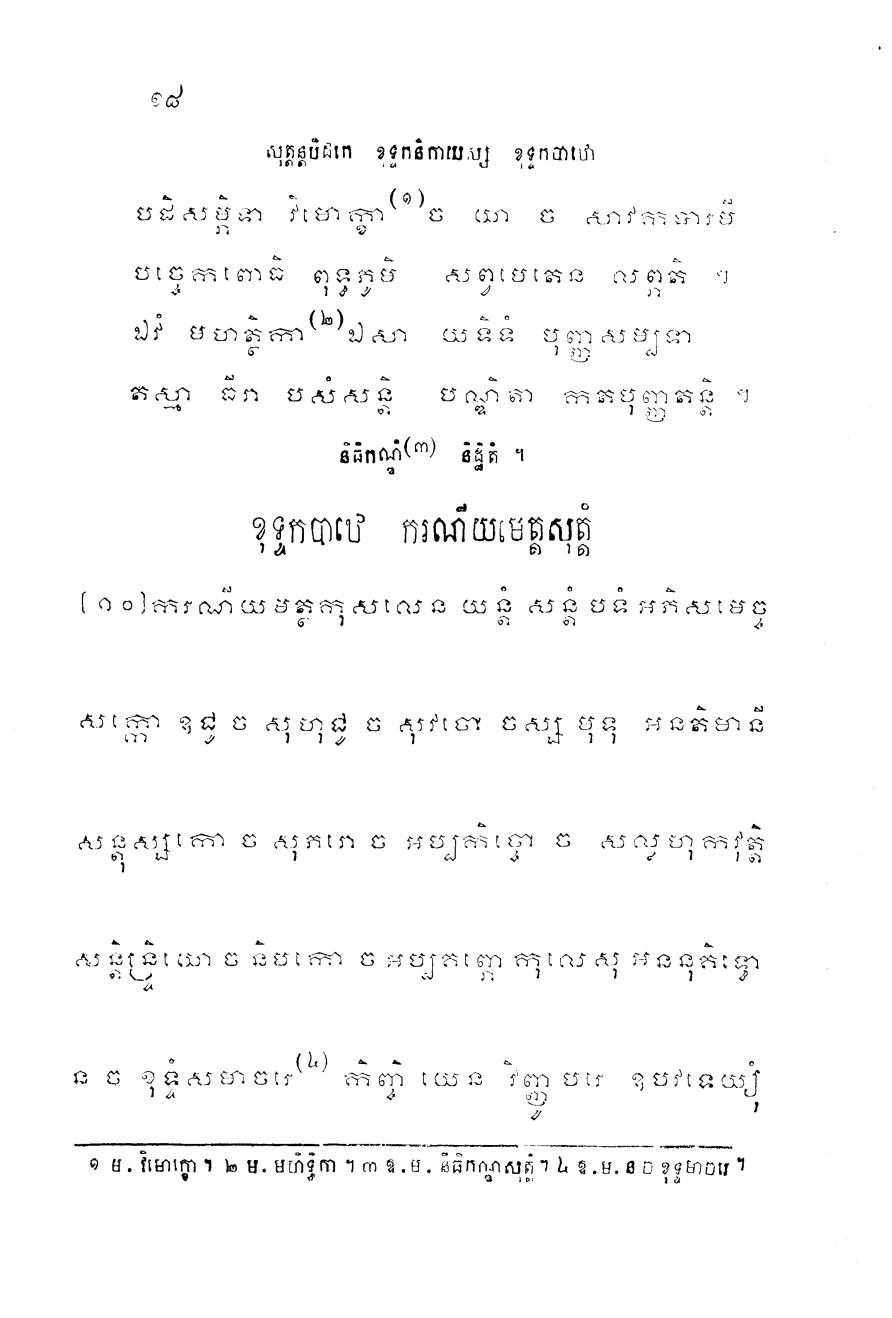 ១៨
សុត្តន្តបិដកេ ខុទ្ទកនិកាយស្ស ខុទ្ទកបាឋោ
បដិសម្ភិទា វិមោក្ខា(១)ច យា ច សាវកបារមី
បច្ចេកពោធិ ពុទ្ធភូមិ សព្វមេតេន លព្ភតិ ។
ឯវំ មហត្ថិកា(២)ឯសា យទិទំ បុញ្ញសម្បទា
តស្មា ធីរា បសំសន្តិ បណ្ឌិតា កតបុញ្ញតន្តិ ។
និធិកណ្ឌំ(៣) និដ្ឋិតំ ។
ខុទ្ទកបាឋេ ករណីយមេត្តសុត្តំ
[១០]ករណីយមត្ថកុសលេន យន្តំ សន្តំ បទំ អភិសមេច្ច
សក្កោ ឧជូ ច សុហុជូ ច សុវចោ ចស្ស មុទុ អនតិមានី
សន្តុស្សកោ ច សុភរោ ច អប្បកិច្ចោ ច សល្លហុកវុត្តិ
សន្តិន្ទ្រិយោ ច និបកោ ច អប្បគព្ភោ កុលេសុ អននុគិទ្ធោ
ន ច ខុទ្ទំ សមាចរេ(៤) កិញ្ចិ យេន វិញ្ញូ បរេ ឧបវទេយ្យុំ
១ ម. វិមោក្ខោ ។ ២ ម. មហិទ្ធិកា ។ ៣ ឱ. ម. និធិកណ្ឌសុត្តំ ។ ៤ ឱ. ម. ន ច ខុទ្ទមាចរេ ។